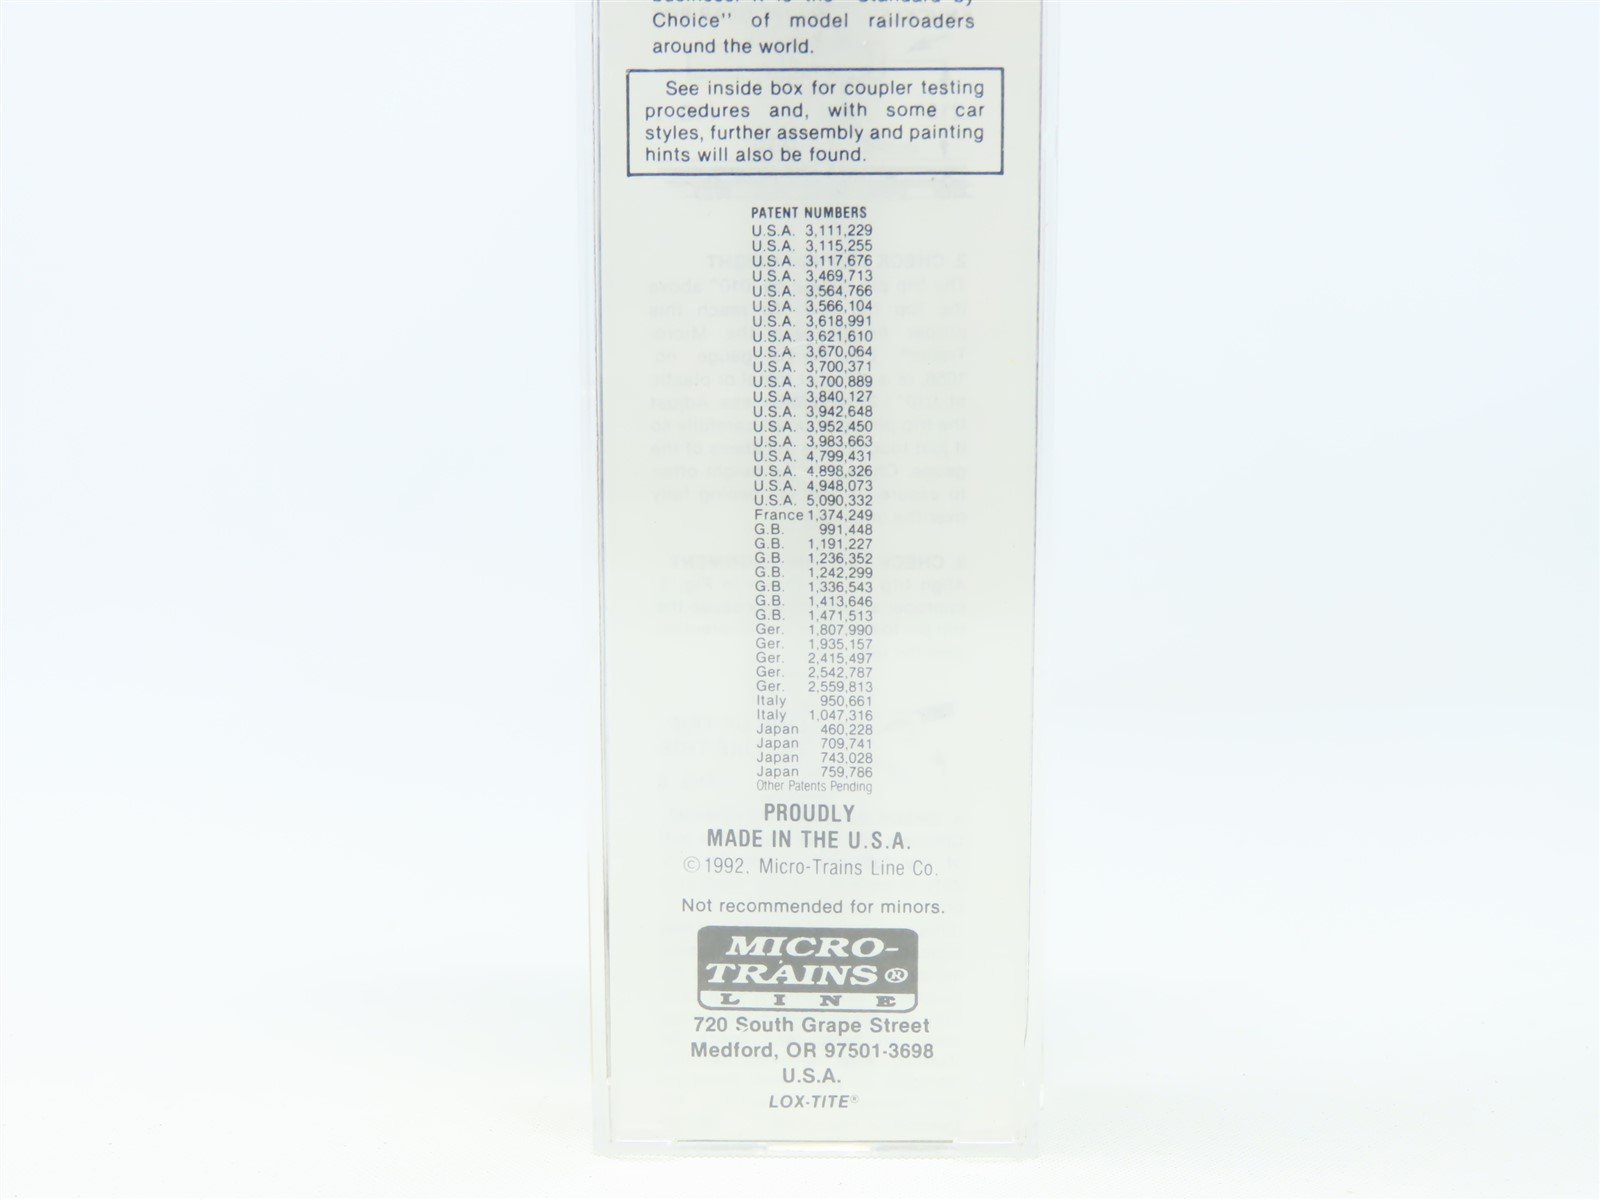 business. It is the "Standard by
Choice" of model railroaders
around the world.
See inside box for coupler testing
procedures and, with some car
styles, further assembly and painting
hints will also be found.
PATENT NUMBERS
U.S.A. 3,111,229
U.S.A. 3,115,255
U.S.A. 3,117,676
U.S.A. 3,469,713
U.S.A. 3,564,766
U.S.A. 3,566,104
U.S.A. 3,618,991
U.S.A. 3,621,610
U.S.A. 3,670,064
U.S.A. 3,700,371
U.S.A. 3,700,889
U.S.A. 3,840,127
U.S.A. 3,942,648
U.S.A. 3,952,450
U.S.A. 3,983,663
U.S.A. 4,799,431
U.S.A. 4,898,326
U.S.A. 4,948,073
U.S.A. 5,090,332
France 1,374,249
G.B. 991,448
G.B. 1,191,227
G.B. 1,236,352
G.B. 1,242,299
G.B. 1,336,543
G.B. 1,413,646
G.B. 1,471,513
Ger. 1,807,990
Ger. 1,935,157
Ger. 2,415,497
Ger. 2,542,787
Ger. 2,559,813
Italy 950,661
Italy 1,047,316
Japan 460,228
Japan 709,741
Japan 743,028
Japan 759,786
Other Patents Pending
PROUDLY
MADE IN THE U.S.A.
©1992, Micro-Trains Line Co.
Not recommended for minors.
MICRO-
TRAINS®
LINE
720 South Grape Street
Medford, OR 97501-3698
U.S.A.
LOX-TITE®